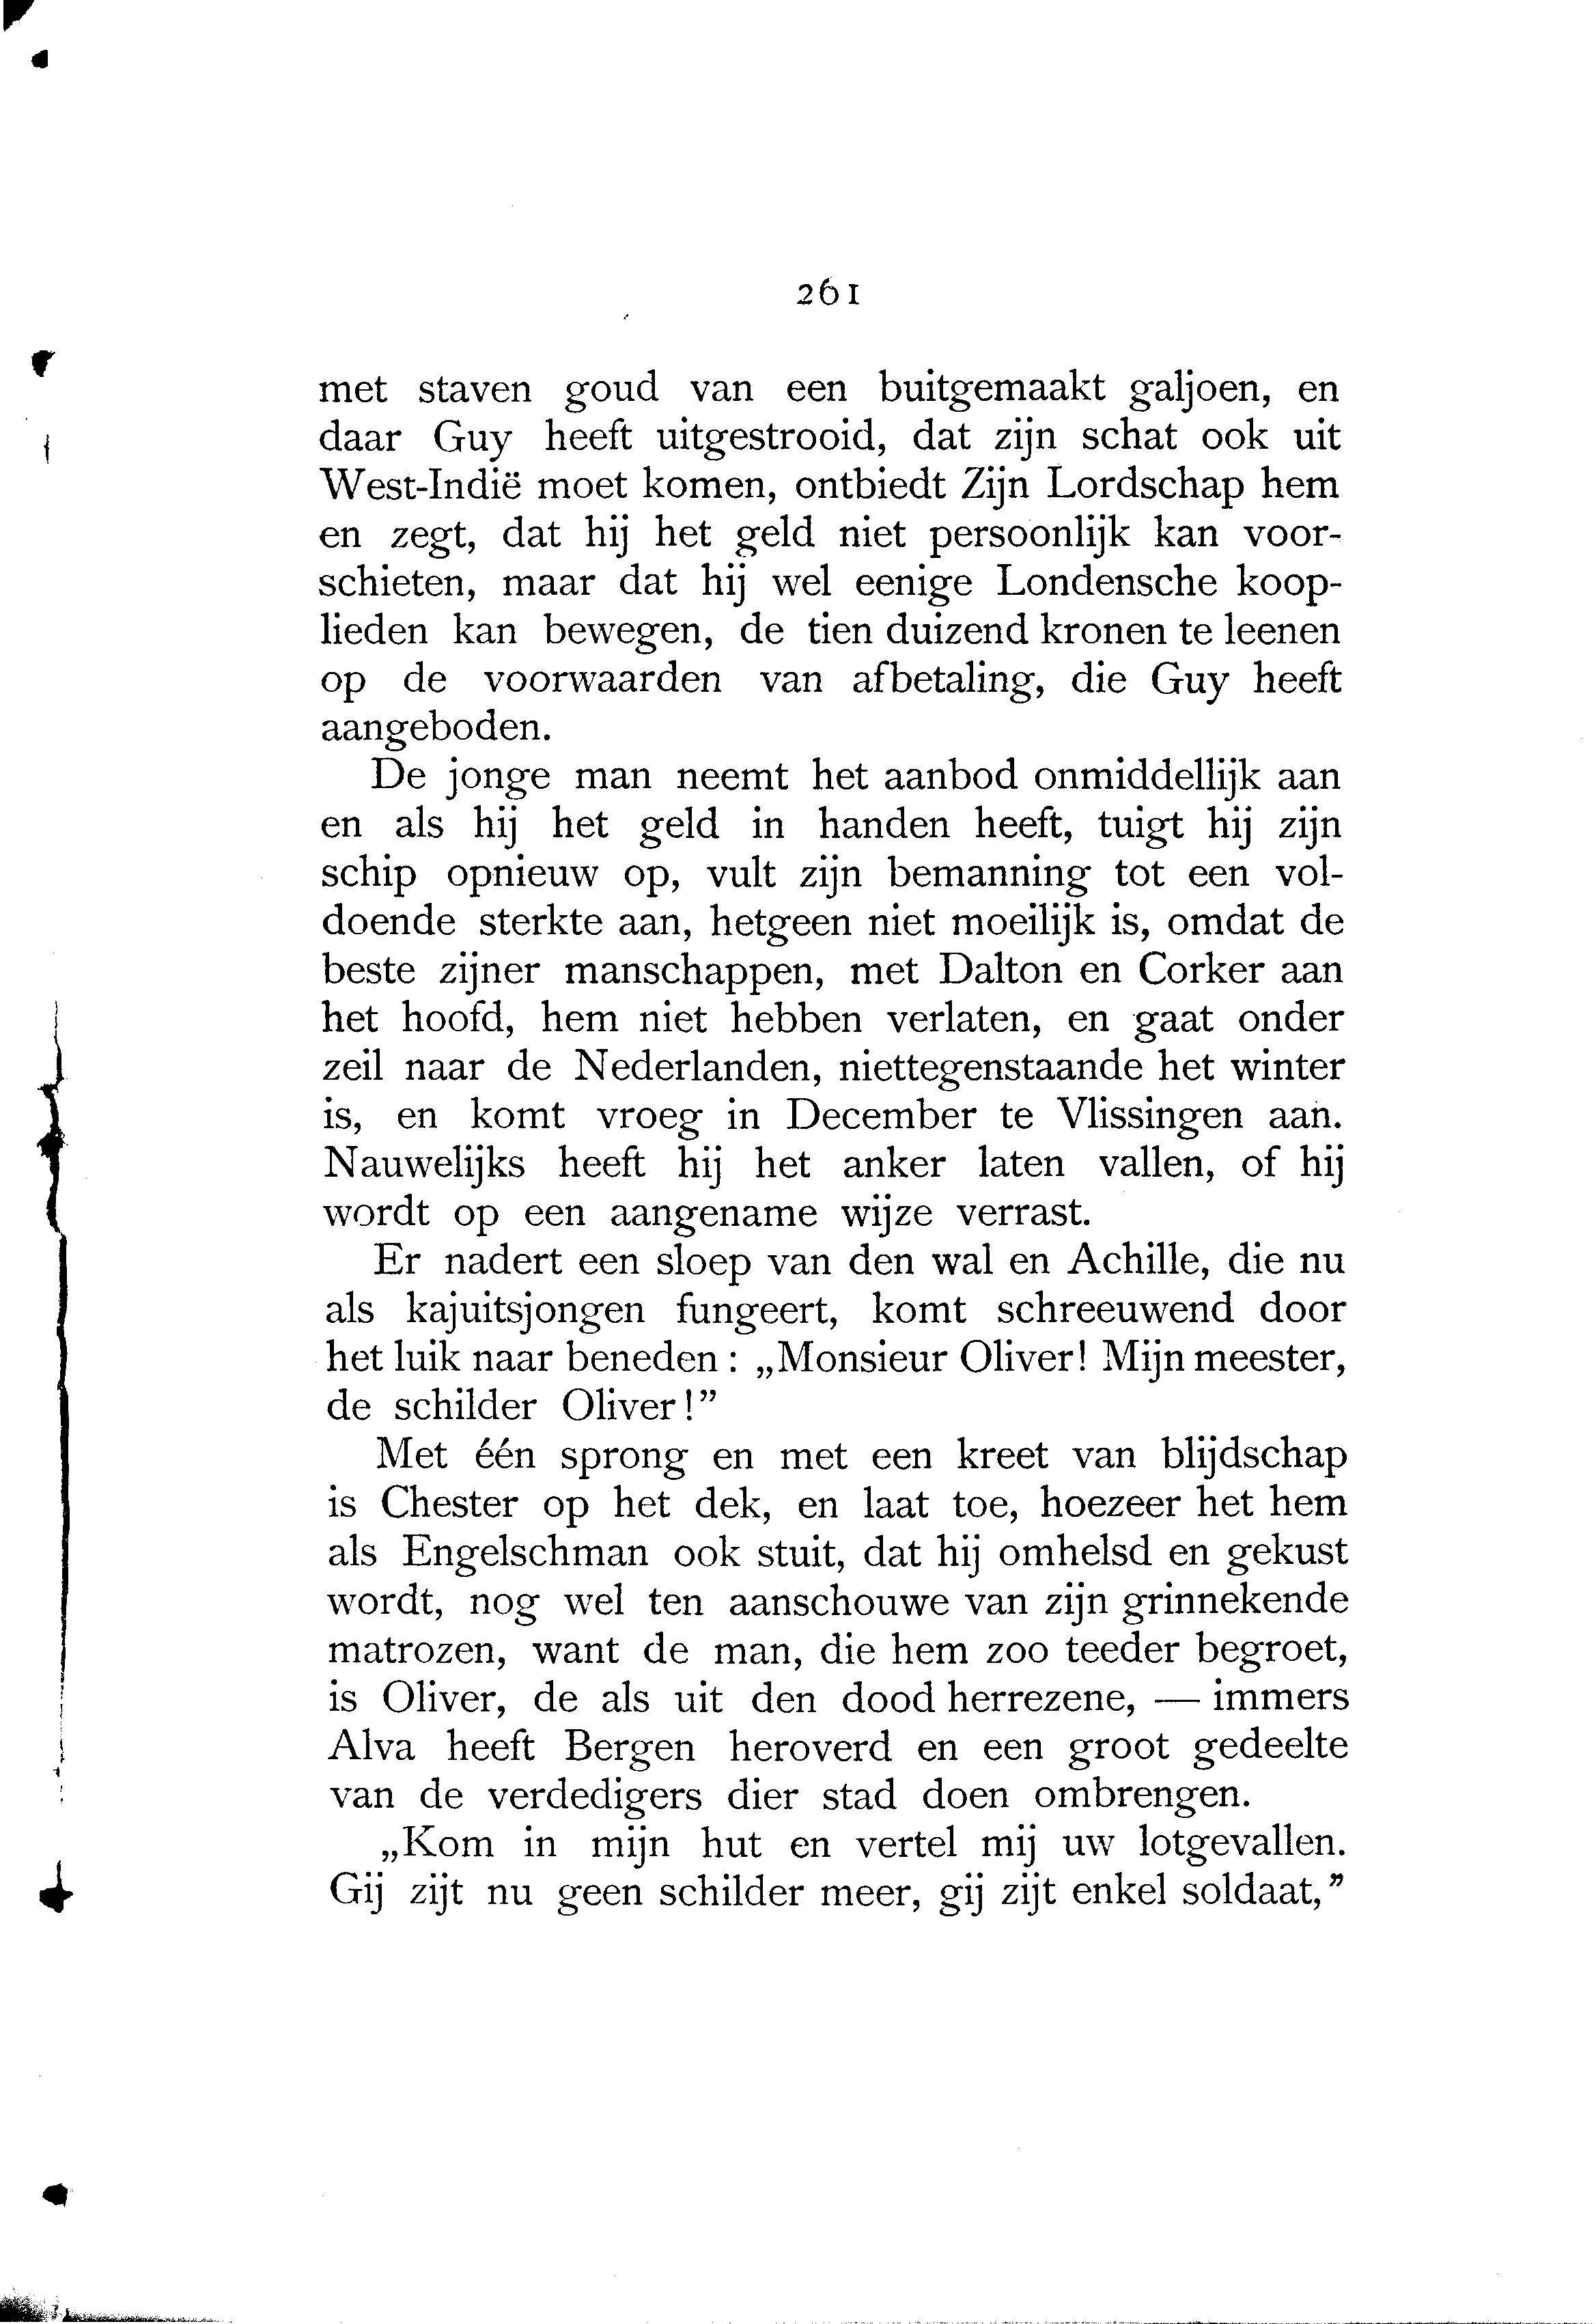 261
met staven goud van een buitgemaakt galjoen, en
daar Guy heeft uitgestrooid, dat zijn schat ook uit
West-Indië moet komen, ontbiedt Zijn Lordschap hem
en zegt, dat hij het geld niet persoonlijk kan voor-
schieten, maar dat hij wel eenige Londensche koop-
lieden kan bewegen, de tien duizend kronen te leenen
op de voorwaarden van afbetaling, die Guy heeft
aangeboden.
De jonge man neemt het aanbod onmiddellijk aan
en als hij het geld in handen heeft, tuigt hij zijn
schip opnieuw op, vult zijn bemanning tot een vol-
doende sterkte aan, hetgeen niet moeilijk is, omdat de
beste zijner manschappen, met Dalton en Corker aan
het hoofd, hem niet hebben verlaten, en gaat onder
zeil naar de Nederlanden, niettegenstaande het winter
is, en komt vroeg in December te Vlissingen aan.
Nauwelijks heeft hij het anker laten vallen, of hij
wordt op een aangename wijze verrast.
Er nadert een sloep van den wal en Achille, die nu
als kajuitsjongen fungeert, komt schreeuwend door
het luik naar beneden : „Monsieur Oliver! Mijn meester,
de schilder Oliver!”
Met één sprong en met een kreet van blijdschap
is Chester op het dek, en laat toe, hoezeer het hem
als Engelschman ook stuit, dat hij omhelsd en gekust
wordt, nog wel ten aanschouwe van zijn grinnekende
matrozen, want de man, die hem zoo teeder begroet,
is Oliver, de als uit den dood herrezene, — immers
Alva heeft Bergen heroverd en een groot gedeelte
van de verdedigers dier stad doen ombrengen.
„Kom in mijn hut en vertel mij uw lotgevallen.
Gij zijt nu geen schilder meer, gij zijt enkel soldaat,”